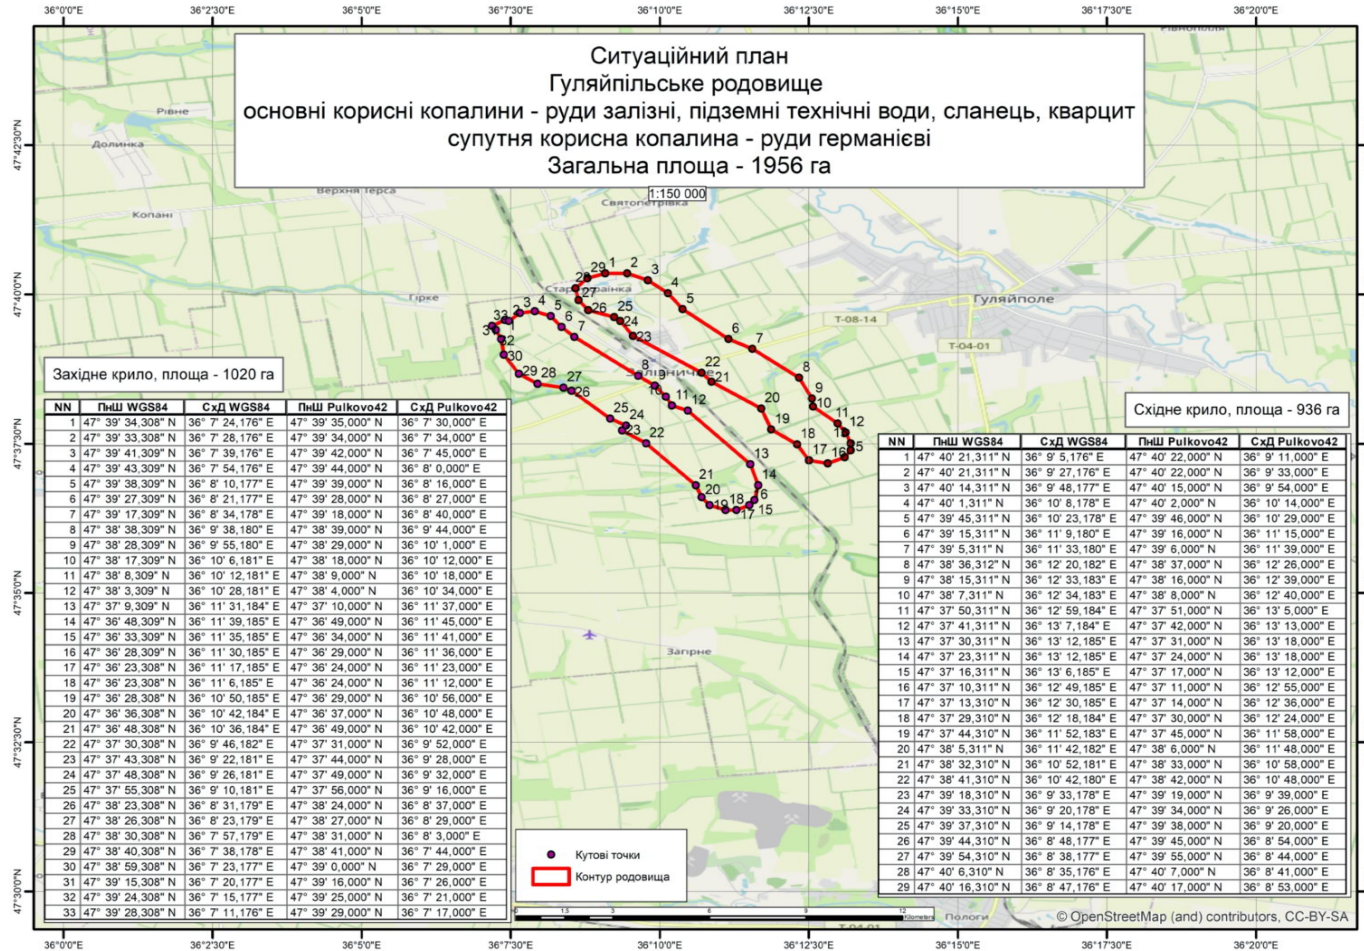 36°0'0"E 36°2'30"E 36°5'0"E 36°7'30"E 36°10'0"E 36°12'30"E 36°15'0"E 36°17'30"E 36°20'0"E
Ситуаційний план
Гуляйпільське родовище
основні корисні копалини - руди залізні, підземні технічні води, сланець, кварцит
супутня корисна копалина - руди германієві
Загальна площа - 1956 га
1:150 000
47°42'30"N
47°40'0"N
47°37'30"N
47°35'0"N
47°32'30"N
47°30'0"N
Рівне
Долинка
Копані
Верхня Терса
Святопетрівка
Рівнопілля
Гірке
Гуляйполе
Т-08-14
Т-04-01
Загірне
Пологи
Т-04-01
Західне крило, площа - 1020 га
NN ПнШ WGS84 СхД WGS84 ПнШ Pulkovo42 СхД Pulkovo42
1 47° 39' 34,308" N 36° 7' 24,176" E 47° 39' 35,000" N 36° 7' 30,000" E
2 47° 39' 33,308" N 36° 7' 28,176" E 47° 39' 34,000" N 36° 7' 34,000" E
3 47° 39' 41,309" N 36° 7' 39,176" E 47° 39' 42,000" N 36° 7' 45,000" E
4 47° 39' 43,309" N 36° 7' 54,176" E 47° 39' 44,000" N 36° 8' 0,000" E
5 47° 39' 38,309" N 36° 8' 10,177" E 47° 39' 39,000" N 36° 8' 16,000" E
6 47° 39' 27,309" N 36° 8' 21,177" E 47° 39' 28,000" N 36° 8' 27,000" E
7 47° 39' 17,309" N 36° 8' 34,178" E 47° 39' 18,000" N 36° 8' 40,000" E
8 47° 38' 38,309" N 36° 9' 38,180" E 47° 38' 39,000" N 36° 9' 44,000" E
9 47° 38' 28,309" N 36° 9' 55,180" E 47° 38' 29,000" N 36° 10' 1,000" E
10 47° 38' 17,309" N 36° 10' 6,181" E 47° 38' 18,000" N 36° 10' 12,000" E
11 47° 38' 8,309" N 36° 10' 12,181" E 47° 38' 9,000" N 36° 10' 18,000" E
12 47° 38' 3,309" N 36° 10' 28,181" E 47° 38' 4,000" N 36° 10' 34,000" E
13 47° 37' 9,309" N 36° 11' 31,184" E 47° 37' 10,000" N 36° 11' 37,000" E
14 47° 36' 48,309" N 36° 11' 39,185" E 47° 36' 49,000" N 36° 11' 45,000" E
15 47° 36' 33,309" N 36° 11' 35,185" E 47° 36' 34,000" N 36° 11' 41,000" E
16 47° 36' 28,309" N 36° 11' 30,185" E 47° 36' 29,000" N 36° 11' 36,000" E
17 47° 36' 23,308" N 36° 11' 17,185" E 47° 36' 24,000" N 36° 11' 23,000" E
18 47° 36' 23,308" N 36° 11' 6,185" E 47° 36' 24,000" N 36° 11' 12,000" E
19 47° 36' 28,308" N 36° 10' 50,185" E 47° 36' 29,000" N 36° 10' 56,000" E
20 47° 36' 36,308" N 36° 10' 42,184" E 47° 36' 37,000" N 36° 10' 48,000" E
21 47° 36' 48,308" N 36° 10' 36,184" E 47° 36' 49,000" N 36° 10' 42,000" E
22 47° 37' 30,308" N 36° 9' 46,182" E 47° 37' 31,000" N 36° 9' 52,000" E
23 47° 37' 43,308" N 36° 9' 22,181" E 47° 37' 44,000" N 36° 9' 28,000" E
24 47° 37' 48,308" N 36° 9' 26,181" E 47° 37' 49,000" N 36° 9' 32,000" E
25 47° 37' 55,308" N 36° 9' 10,181" E 47° 37' 56,000" N 36° 9' 16,000" E
26 47° 38' 23,308" N 36° 8' 31,179" E 47° 38' 24,000" N 36° 8' 37,000" E
27 47° 38' 26,308" N 36° 8' 23,179" E 47° 38' 27,000" N 36° 8' 29,000" E
28 47° 38' 30,308" N 36° 7' 57,179" E 47° 38' 31,000" N 36° 8' 3,000" E
29 47° 38' 40,308" N 36° 7' 38,178" E 47° 38' 41,000" N 36° 7' 44,000" E
30 47° 38' 59,308" N 36° 7' 23,177" E 47° 39' 0,000" N 36° 7' 29,000" E
31 47° 39' 15,308" N 36° 7' 20,177" E 47° 39' 16,000" N 36° 7' 26,000" E
32 47° 39' 24,308" N 36° 7' 15,177" E 47° 39' 25,000" N 36° 7' 21,000" E
33 47° 39' 28,308" N 36° 7' 11,176" E 47° 39' 29,000" N 36° 7' 17,000" E
Східне крило, площа - 936 га
NN ПнШ WGS84 СхД WGS84 ПнШ Pulkovo42 СхД Pulkovo42
1 47° 40' 21,311" N 36° 9' 5,176" E 47° 40' 22,000" N 36° 9' 11,000" E
2 47° 40' 21,311" N 36° 9' 27,176" E 47° 40' 22,000" N 36° 9' 33,000" E
3 47° 40' 14,311" N 36° 9' 48,177" E 47° 40' 15,000" N 36° 9' 54,000" E
4 47° 40' 1,311" N 36° 10' 8,178" E 47° 40' 2,000" N 36° 10' 14,000" E
5 47° 39' 45,311" N 36° 10' 23,178" E 47° 39' 46,000" N 36° 10' 29,000" E
6 47° 39' 15,311" N 36° 11' 9,180" E 47° 39' 16,000" N 36° 11' 15,000" E
7 47° 39' 5,311" N 36° 11' 33,180" E 47° 39' 6,000" N 36° 11' 39,000" E
8 47° 38' 36,312" N 36° 12' 20,182" E 47° 38' 37,000" N 36° 12' 26,000" E
9 47° 38' 15,311" N 36° 12' 33,183" E 47° 38' 16,000" N 36° 12' 39,000" E
10 47° 38' 7,311" N 36° 12' 34,183" E 47° 38' 8,000" N 36° 12' 40,000" E
11 47° 37' 50,311" N 36° 12' 59,184" E 47° 37' 51,000" N 36° 13' 5,000" E
12 47° 37' 41,311" N 36° 13' 7,184" E 47° 37' 42,000" N 36° 13' 13,000" E
13 47° 37' 30,311" N 36° 13' 12,185" E 47° 37' 31,000" N 36° 13' 18,000" E
14 47° 37' 23,311" N 36° 13' 12,185" E 47° 37' 24,000" N 36° 13' 18,000" E
15 47° 37' 16,311" N 36° 13' 6,185" E 47° 37' 17,000" N 36° 13' 12,000" E
16 47° 37' 10,311" N 36° 12' 49,185" E 47° 37' 11,000" N 36° 12' 55,000" E
17 47° 37' 13,310" N 36° 12' 30,185" E 47° 37' 14,000" N 36° 12' 36,000" E
18 47° 37' 29,310" N 36° 12' 18,184" E 47° 37' 30,000" N 36° 12' 24,000" E
19 47° 37' 44,310" N 36° 11' 52,183" E 47° 37' 45,000" N 36° 11' 58,000" E
20 47° 38' 5,311" N 36° 11' 42,182" E 47° 38' 6,000" N 36° 11' 48,000" E
21 47° 38' 32,310" N 36° 10' 52,181" E 47° 38' 33,000" N 36° 10' 58,000" E
22 47° 38' 41,310" N 36° 10' 42,180" E 47° 38' 42,000" N 36° 10' 48,000" E
23 47° 39' 18,310" N 36° 9' 33,178" E 47° 39' 19,000" N 36° 9' 39,000" E
24 47° 39' 33,310" N 36° 9' 20,178" E 47° 39' 34,000" N 36° 9' 26,000" E
25 47° 39' 37,310" N 36° 9' 14,178" E 47° 39' 38,000" N 36° 9' 20,000" E
26 47° 39' 44,310" N 36° 8' 48,177" E 47° 39' 45,000" N 36° 8' 54,000" E
27 47° 39' 54,310" N 36° 8' 38,177" E 47° 39' 55,000" N 36° 8' 44,000" E
28 47° 40' 6,310" N 36° 8' 35,176" E 47° 40' 7,000" N 36° 8' 41,000" E
29 47° 40' 16,310" N 36° 8' 47,176" E 47° 40' 17,000" N 36° 8' 53,000" E
Кутові точки
Контур родовища
0 1,5 3 6 9 12
Kilometers
© OpenStreetMap (and) contributors, CC-BY-SA
36°0'0"E 36°2'30"E 36°5'0"E 36°7'30"E 36°10'0"E 36°12'30"E 36°15'0"E 36°17'30"E 36°20'0"E